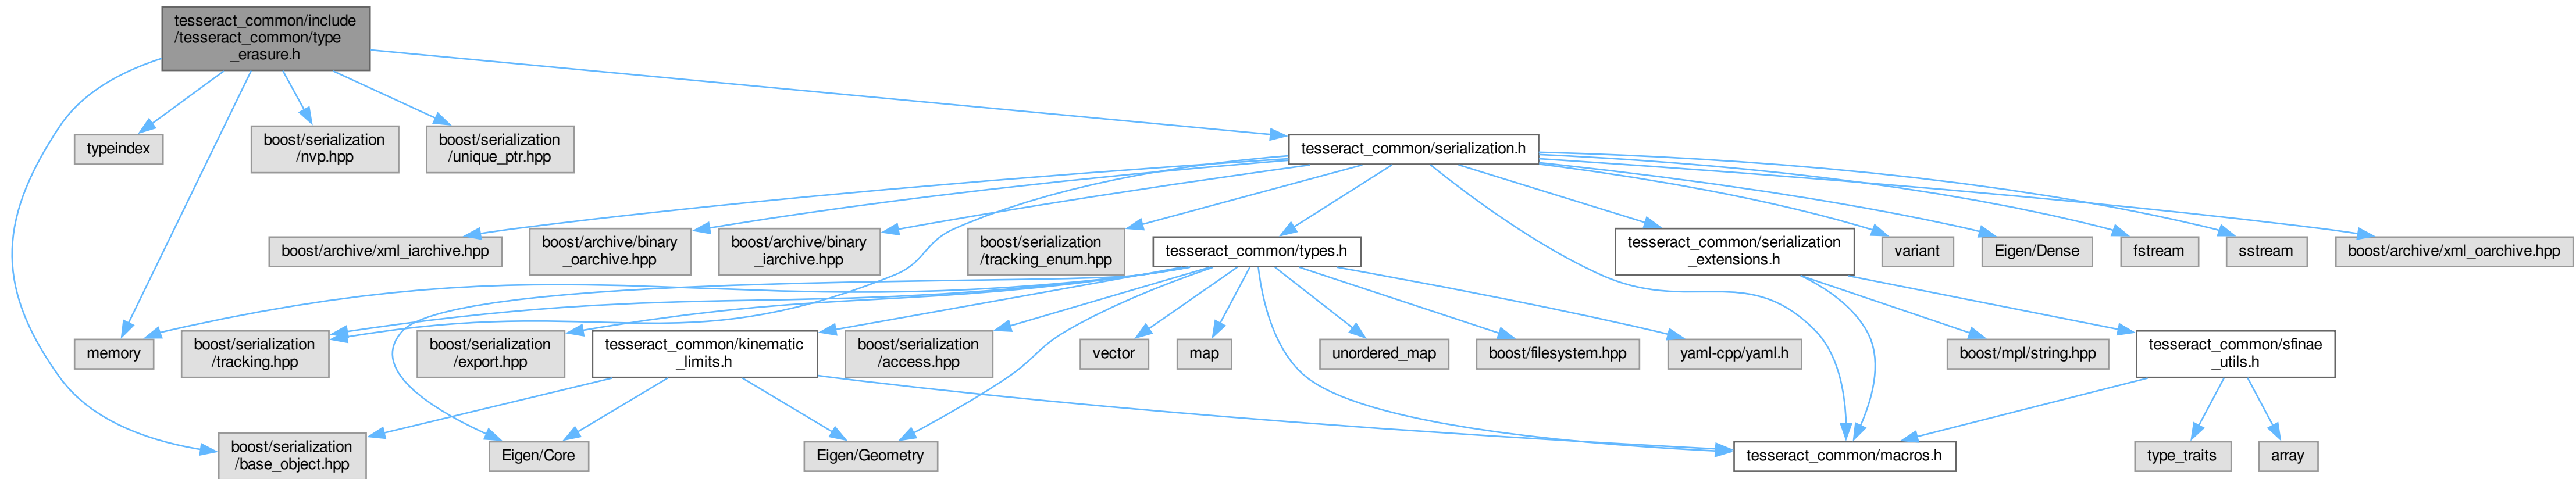 tesseract_common/include
/tesseract_common/type
_erasure.h
typeindex
boost/serialization
/nvp.hpp
boost/serialization
/unique_ptr.hpp
tesseract_common/serialization.h
boost/archive/xml_iarchive.hpp
boost/archive/binary
_oarchive.hpp
boost/archive/binary
_iarchive.hpp
boost/serialization
/tracking_enum.hpp
tesseract_common/types.h
tesseract_common/serialization
_extensions.h
variant
Eigen/Dense
fstream
sstream
boost/archive/xml_oarchive.hpp
memory
boost/serialization
/tracking.hpp
boost/serialization
/export.hpp
tesseract_common/kinematic
_limits.h
boost/serialization
/access.hpp
vector
map
unordered_map
boost/filesystem.hpp
yaml-cpp/yaml.h
boost/mpl/string.hpp
tesseract_common/sfinae
_utils.h
boost/serialization
/base_object.hpp
Eigen/Core
Eigen/Geometry
tesseract_common/macros.h
type_traits
array